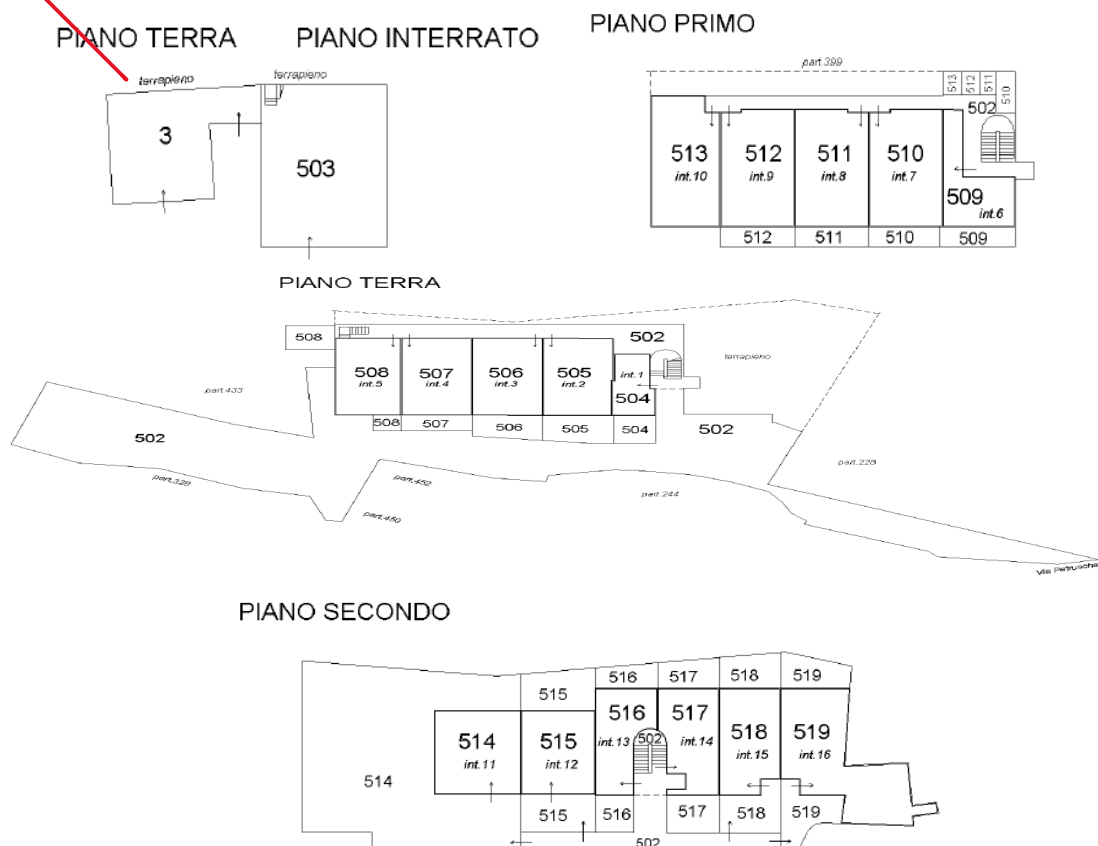 PIANO TERRA PIANO INTERRATO PIANO PRIMO
terrapieno terrapieno
3
503
part.399
513 512 511 510
502
513 512 511 510
int.10 int.9 int.8 int.7
509
int.6
512 511 510 509
PIANO TERRA
508
502
terrapieno
508 507 506 505 int.1
int.5 int.4 int.3 int.2
504
part.433
508 507 506 505 504
502
502
part.228
part.329
part.452
part.244
part.450
Via Petrusche
PIANO SECONDO
516 517 518 519
515
516 517
514 515 518 519
int.11 int.12 int.13 502 int.14 int.15 int.16
514
515 516 517 518 519
502